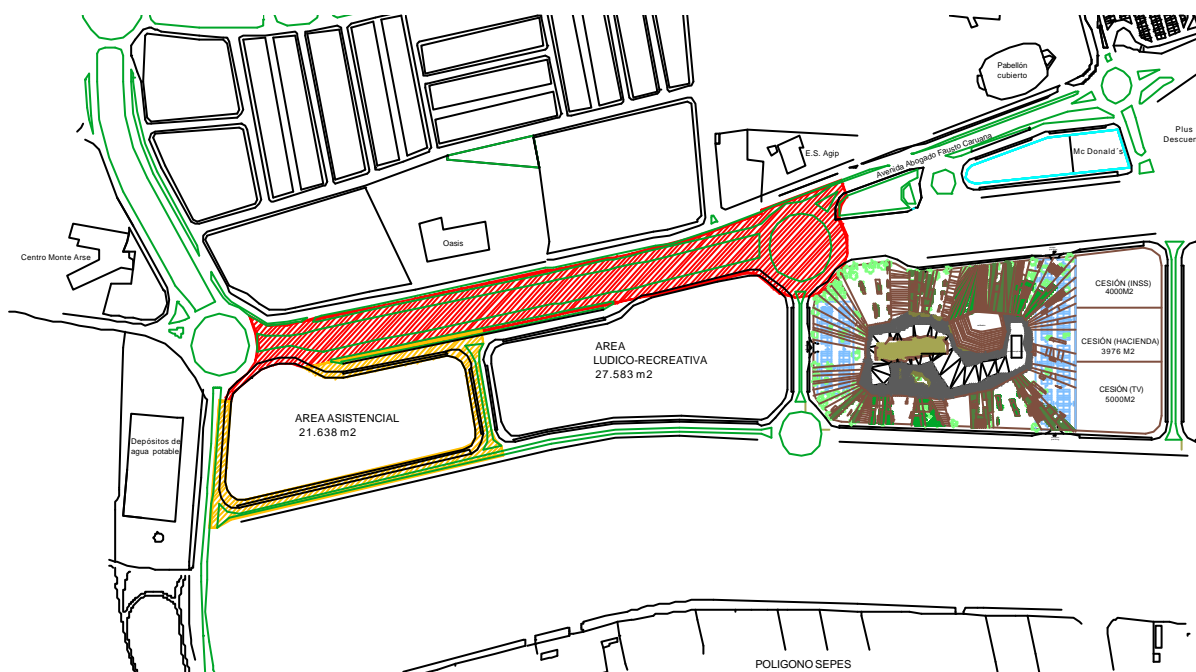 Pabellón
cubierto
Plus
Descuen
Mc Donald´s
Avenida Abogado Fausto Caruana
E.S. Agip
Oasis
Centro Monte Arse
CESIÓN (INSS)
4000M2
CESIÓN (HACIENDA)
3976 M2
CESIÓN (TV)
5000M2
AREA
LUDICO-RECREATIVA
27.583 m2
AREA ASISTENCIAL
21.638 m2
Depósitos de
agua potable
POLIGONO SEPES